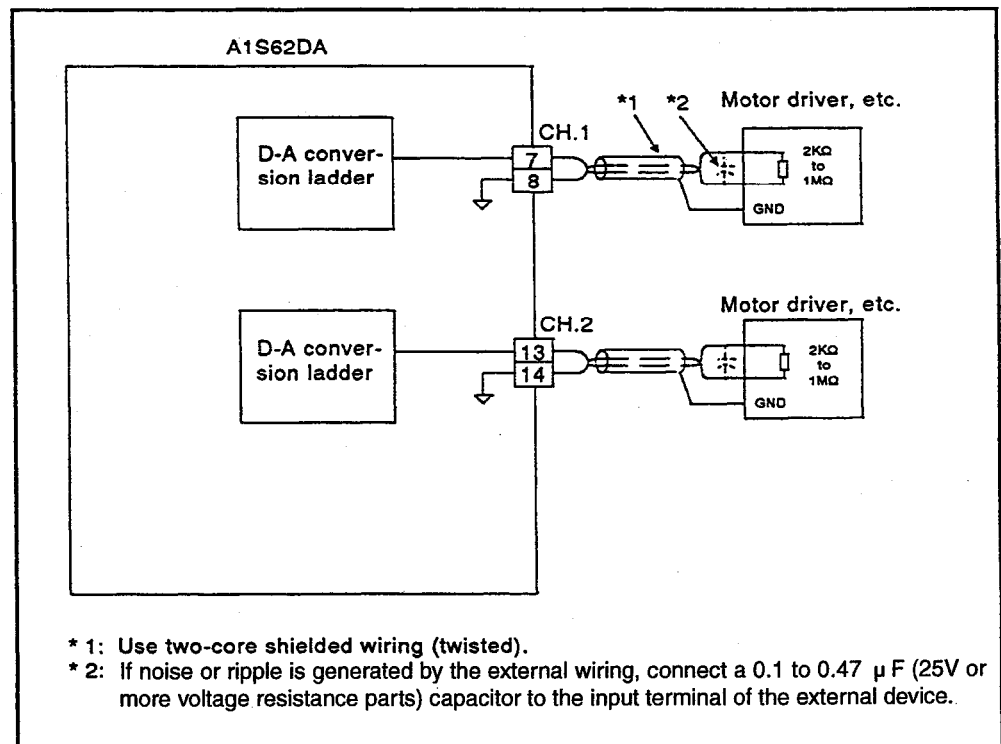 A1S62DA
*1 *2 Motor driver, etc.
CH.1
D-A conver-
sion ladder
7
8
2KΩ
to
1MΩ
GND
Motor driver, etc.
CH.2
D-A conver-
sion ladder
13
14
2KΩ
to
1MΩ
GND
* 1: Use two-core shielded wiring (twisted).
* 2: If noise or ripple is generated by the external wiring, connect a 0.1 to 0.47 μ F (25V or
more voltage resistance parts) capacitor to the input terminal of the external device.